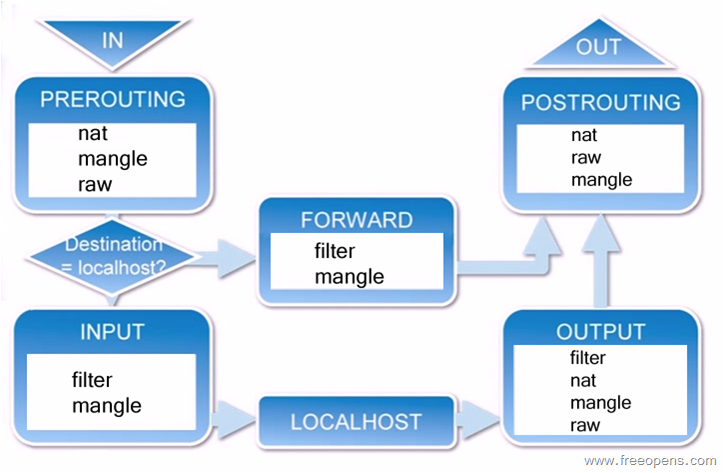 IN
PREROUTING
nat
mangle
raw
Destination
= localhost?
INPUT
filter
mangle
FORWARD
filter
mangle
LOCALHOST
OUT
POSTROUTING
nat
raw
mangle
OUTPUT
filter
nat
mangle
raw
www.freeopens.com